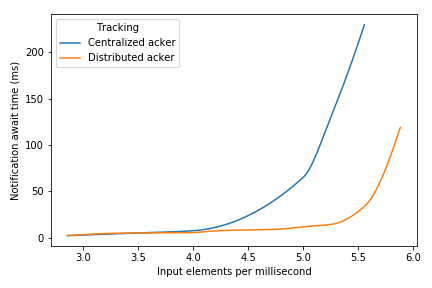 Tracking
Centralized acker
Distributed acker
Notification await time (ms)
200
150
100
50
0
3.0 3.5 4.0 4.5 5.0 5.5 6.0
Input elements per millisecond